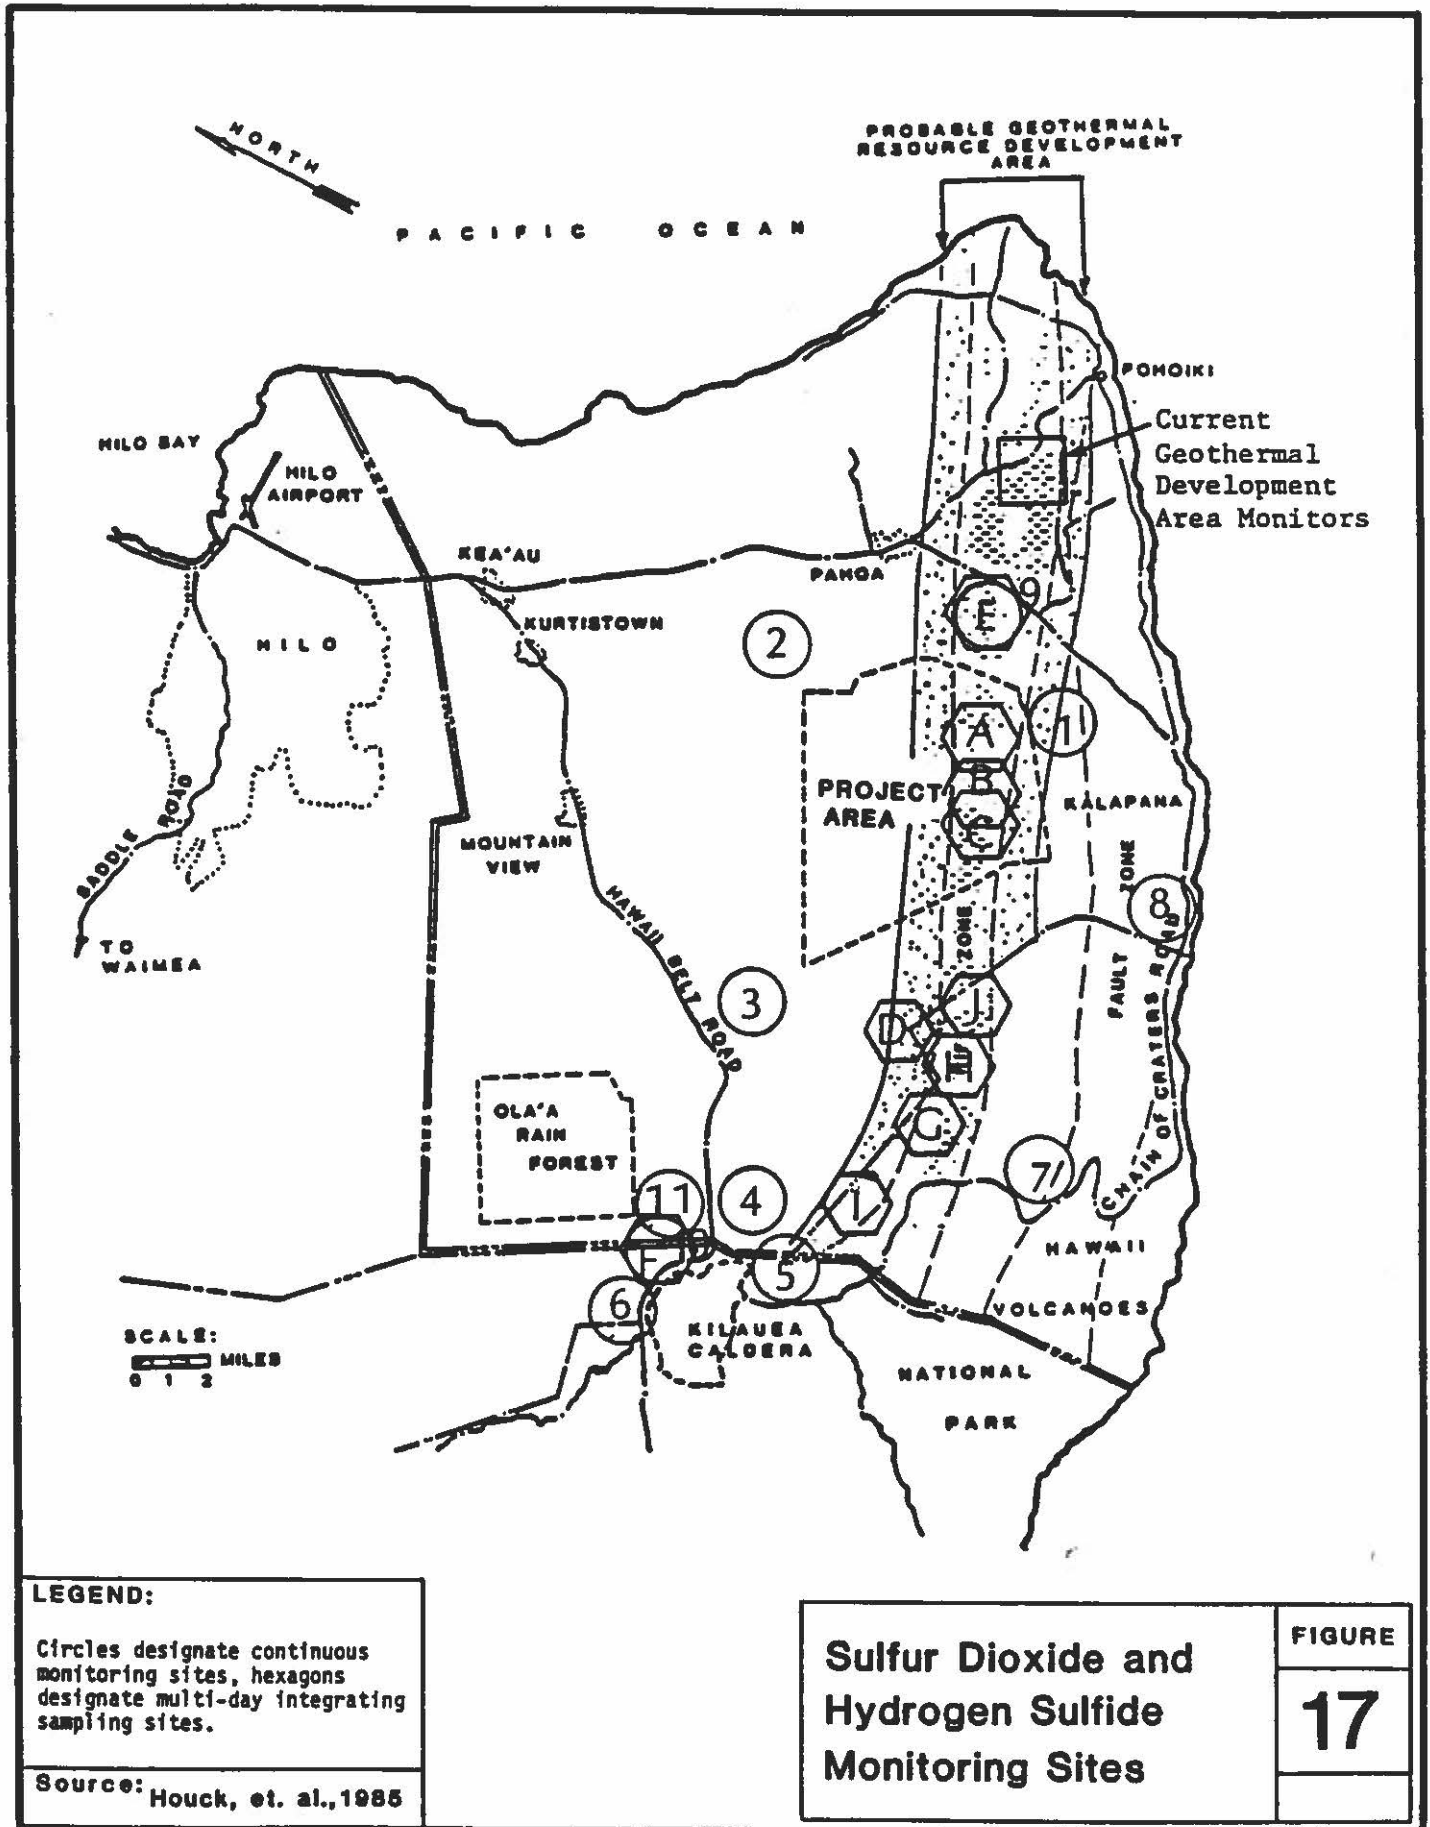 NORTH
PROBABLE GEOTHERMAL
RESOURCE DEVELOPMENT
AREA
PACIFIC OCEAN
POHOIKI
HILO BAY
HILO
AIRPORT
Current
Geothermal
Development
Area Monitors
KEA'AU
PAHOA
KURTISTOWN
HILO
2
E
9
A
1
B
C
PROJECT
AREA
KALAPANA
SADDLE ROAD
MOUNTAIN
VIEW
HAWAII BELT ROAD
TO
WAIMEA
ZONE
FAULT ZONE
8
3
D
J
G
CHAIN OF CRATERS ROAD
OLA'A
RAIN
FOREST
11
4
I
7
F
5
6
HAWAII
VOLCANOES
NATIONAL
PARK
KILAUEA
CALDERA
SCALE:
MILES
0 1 2
LEGEND:
Circles designate continuous
monitoring sites, hexagons
designate multi-day integrating
sampling sites.
Source: Houck, et. al.,1985
Sulfur Dioxide and
Hydrogen Sulfide
Monitoring Sites
FIGURE
17